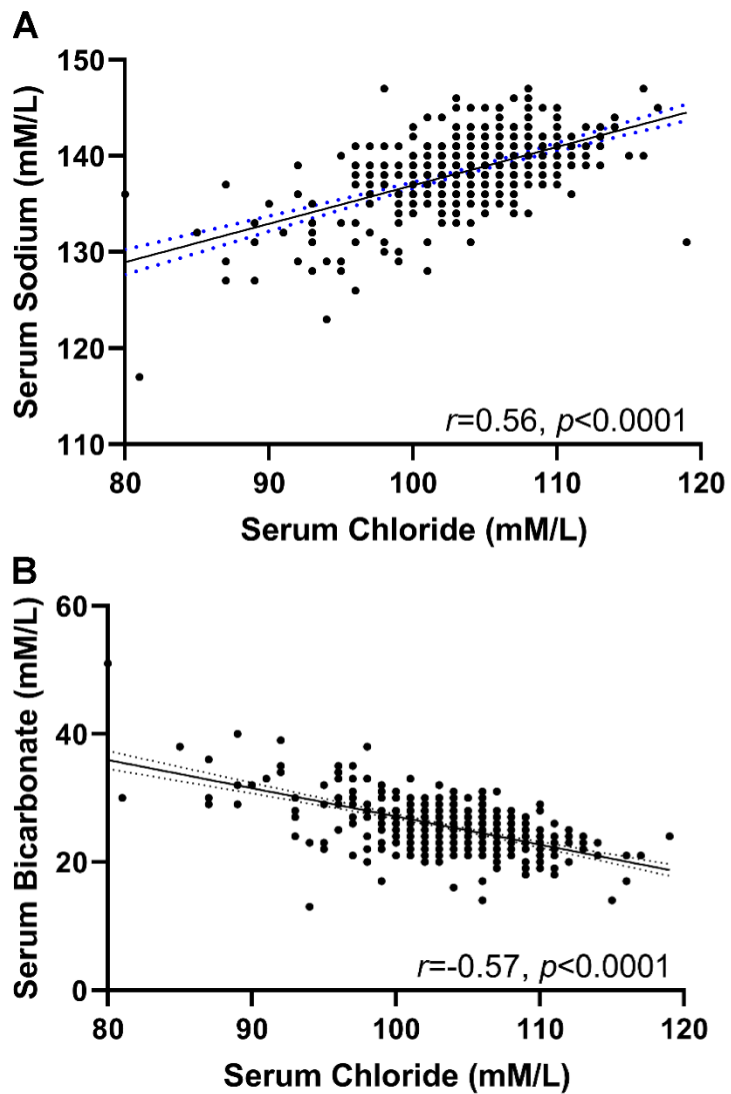 A
Serum Sodium (mM/L)
150
140
130
120
110
r=0.56, p<0.0001
80 90 100 110 120
Serum Chloride (mM/L)
B
Serum Bicarbonate (mM/L)
60
40
20
0
r=-0.57, p<0.0001
80 90 100 110 120
Serum Chloride (mM/L)